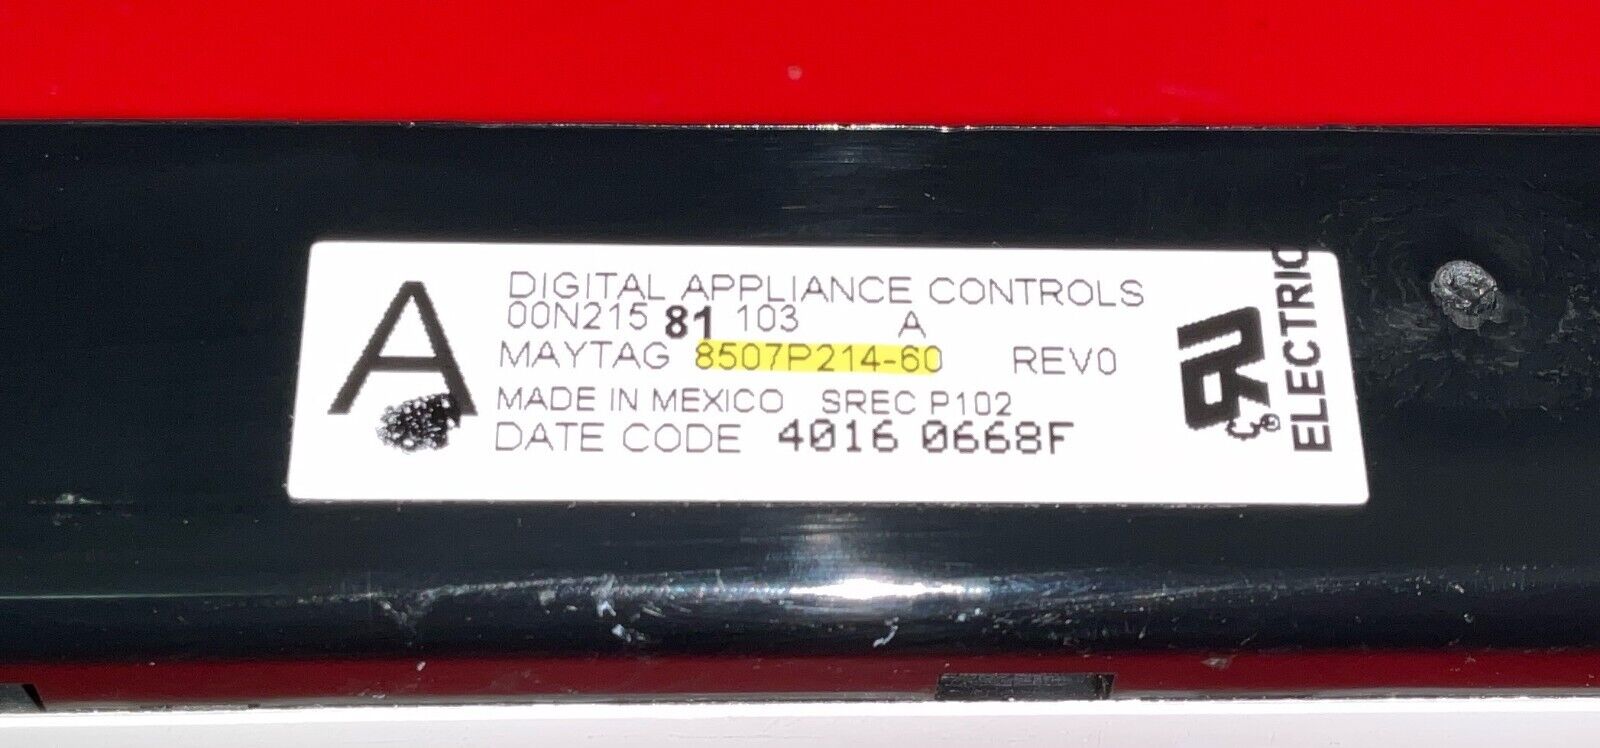 A
DIGITAL APPLIANCE CONTROLS
00N215 81 103 A
MAYTAG 8507P214-60 REV0
MADE IN MEXICO SREC P102
DATE CODE 4016 0668F
ELECTRIC